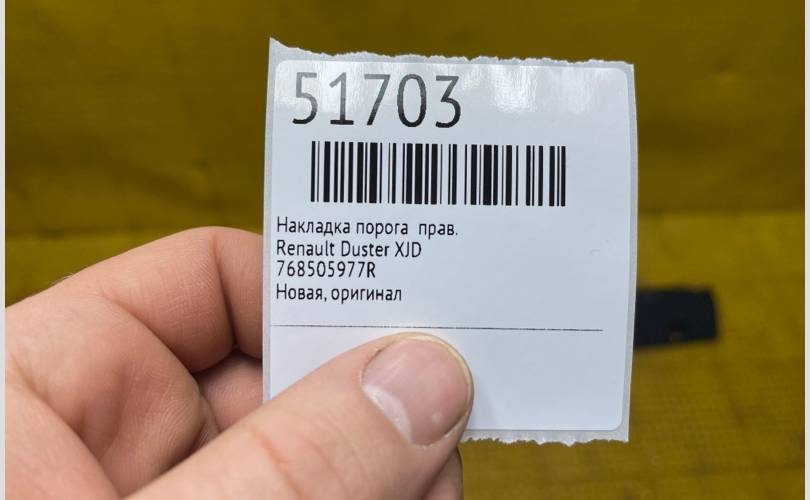 51703
Накладка порога прав.
Renault Duster XJD
768505977R
Новая, оригинал